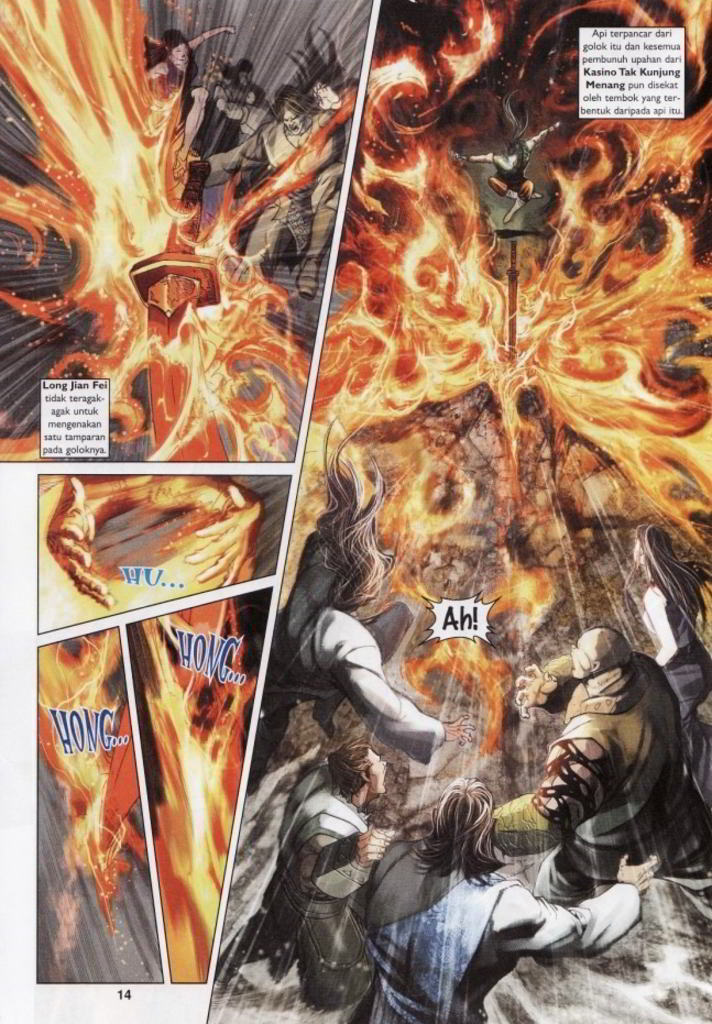 Long Jian Fei
tidak teragak-
agak untuk
mengenakan
satu tamparan
pada goloknya.
Api terpancar dari
golok itu dan kesemua
pembunuh upahan dari
Kasino Tak Kunjung
Menang pun disekat
oleh tembok yang ter-
bentuk daripada api itu.
HU...
HONG...
HONG...
Ah!
14